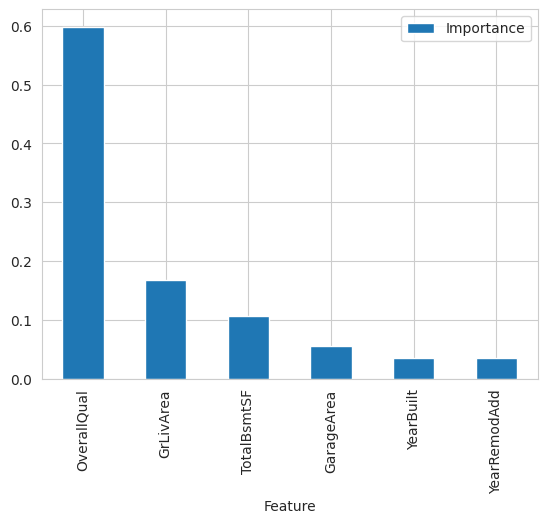 Importance
0.6
0.5
0.4
0.3
0.2
0.1
0.0
OverallQual
GrLivArea
TotalBsmtSF
GarageArea
YearBuilt
YearRemodAdd
Feature